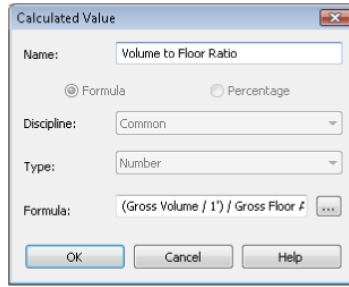 Calculated Value
Name: Volume to Floor Ratio
Formula Percentage
Discipline: Common
Type: Number
Formula: (Gross Volume / 1') / Gross Floor ...
OK Cancel Help